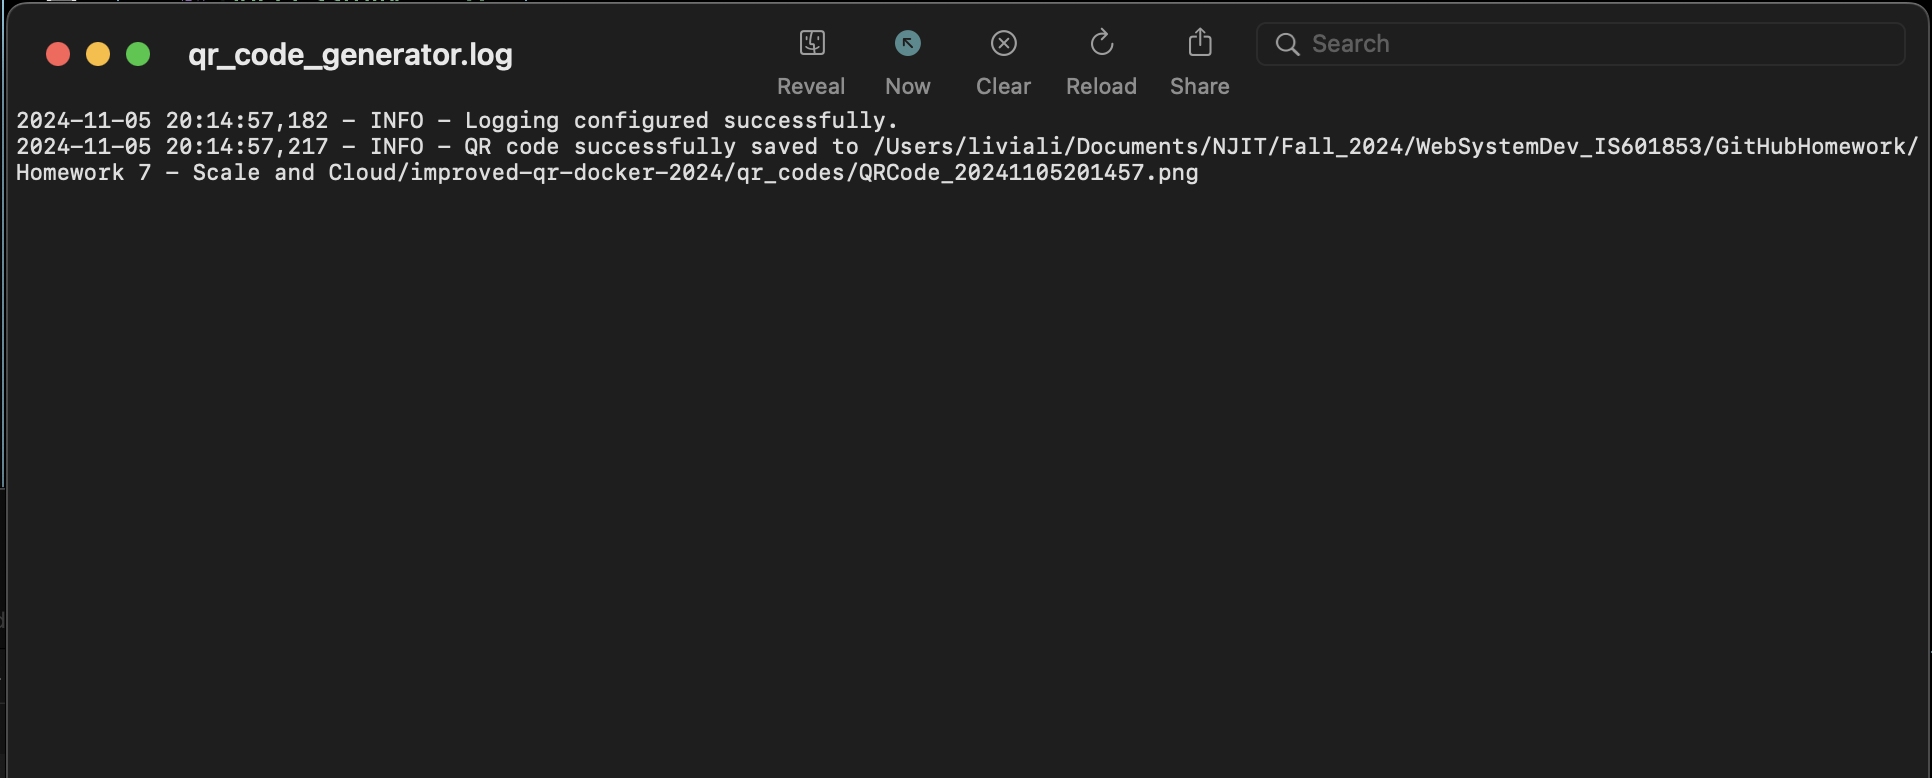 qr_code_generator.log
Reveal
Now
Clear
Reload
Share
Search
2024-11-05 20:14:57,182 - INFO - Logging configured successfully.
2024-11-05 20:14:57,217 - INFO - QR code successfully saved to /Users/liviali/Documents/NJIT/Fall_2024/WebSystemDev_IS601853/GitHubHomework/
Homework 7 - Scale and Cloud/improved-qr-docker-2024/qr_codes/QRCode_20241105201457.png